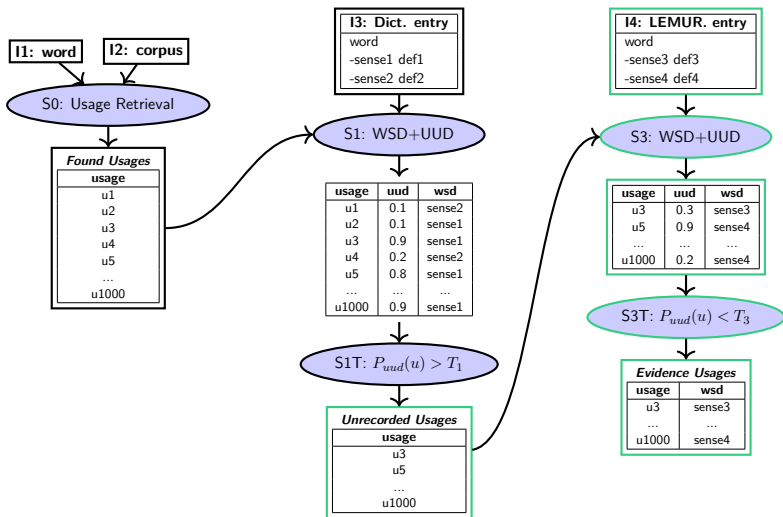 I1: word
I2: corpus
S0: Usage Retrieval
Found Usages
usage
u1
u2
u3
u4
u5
...
u1000
I3: Dict. entry
word
-sense1 def1
-sense2 def2
S1: WSD+UUD
usage uud wsd
u1 0.1 sense2
u2 0.1 sense1
u3 0.9 sense1
u4 0.2 sense2
u5 0.8 sense1
... ... ...
u1000 0.9 sense1
S1T: P_uud(u) > T_1
Unrecorded Usages
usage
u3
u5
...
u1000
I4: LEMUR. entry
word
-sense3 def3
-sense4 def4
S3: WSD+UUD
usage uud wsd
u3 0.3 sense3
u5 0.9 sense4
... ... ...
u1000 0.2 sense4
S3T: P_uud(u) < T_3
Evidence Usages
usage wsd
u3 sense3
... ...
u1000 sense4